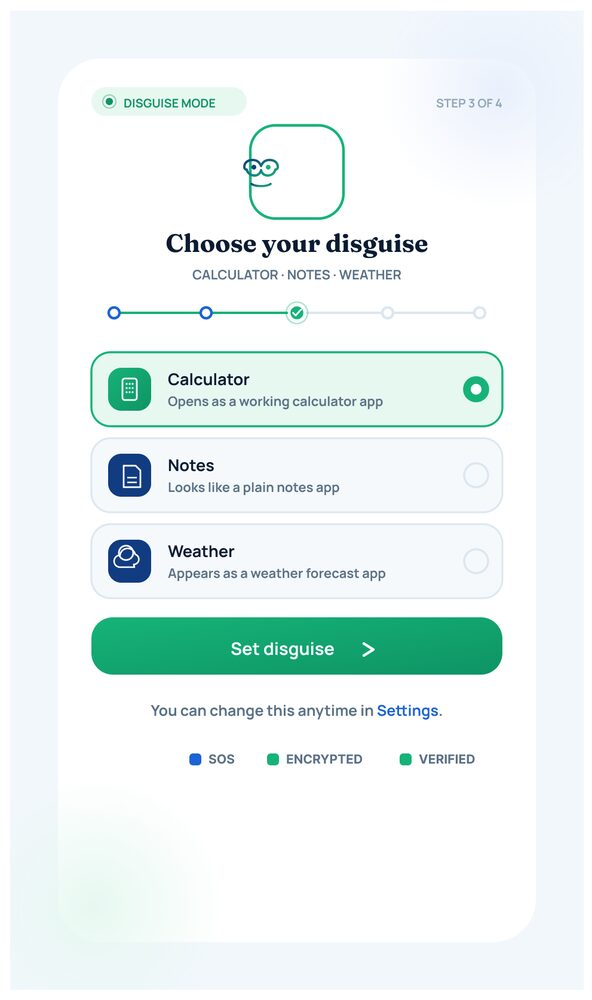 DISGUISE MODE
STEP 3 OF 4
Choose your disguise
CALCULATOR · NOTES · WEATHER
Calculator
Opens as a working calculator app
Notes
Looks like a plain notes app
Weather
Appears as a weather forecast app
Set disguise
You can change this anytime in Settings.
SOS ENCRYPTED VERIFIED